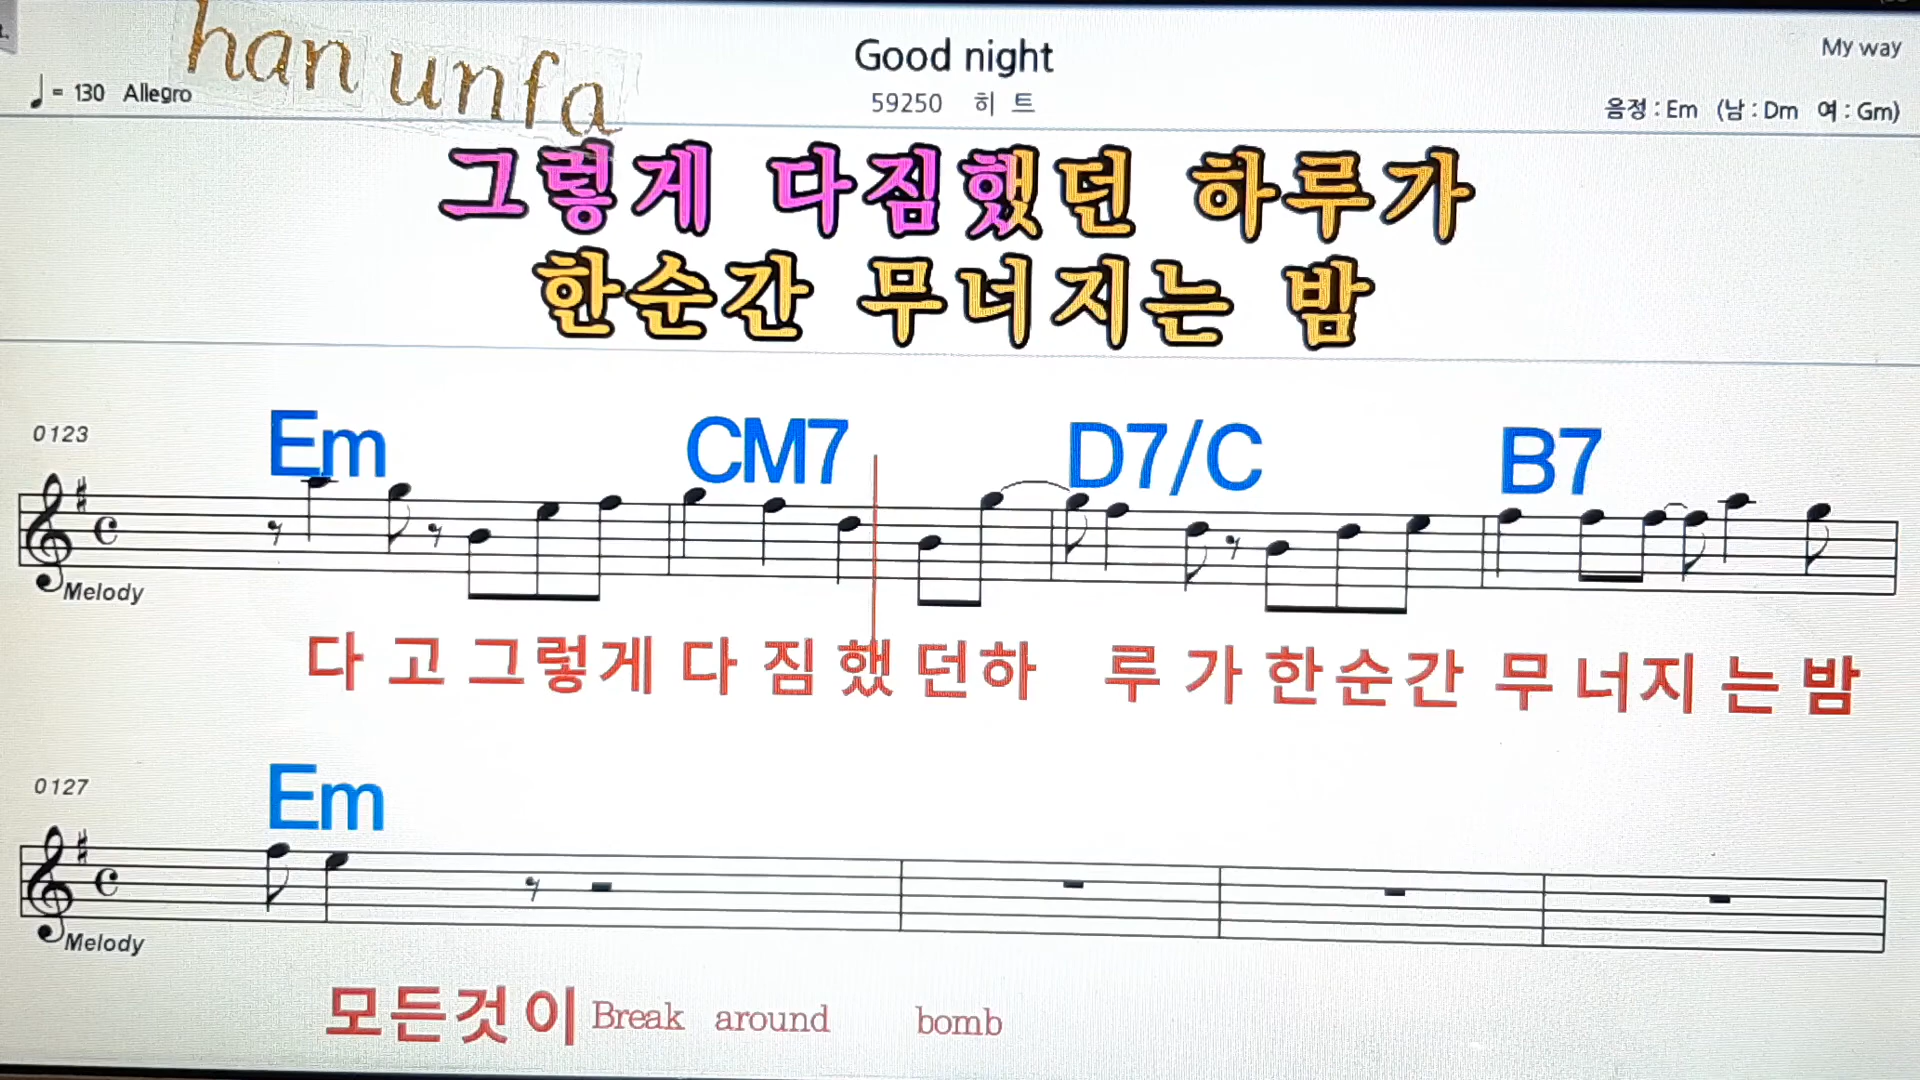 han unfa
Good night
My way
♩= 130 Allegro
59250 히 트
음정 : Em (남 : Dm 여 : Gm)
그렇게 다짐했던 하루가
한순간 무너지는 밤
0123
Em CM7 D7/C B7
Melody
다 고 그렇게 다 짐 했 던하 루 가 한순간 무 너지 는 밤
0127
Em
Melody
모든것 이 Break around bomb